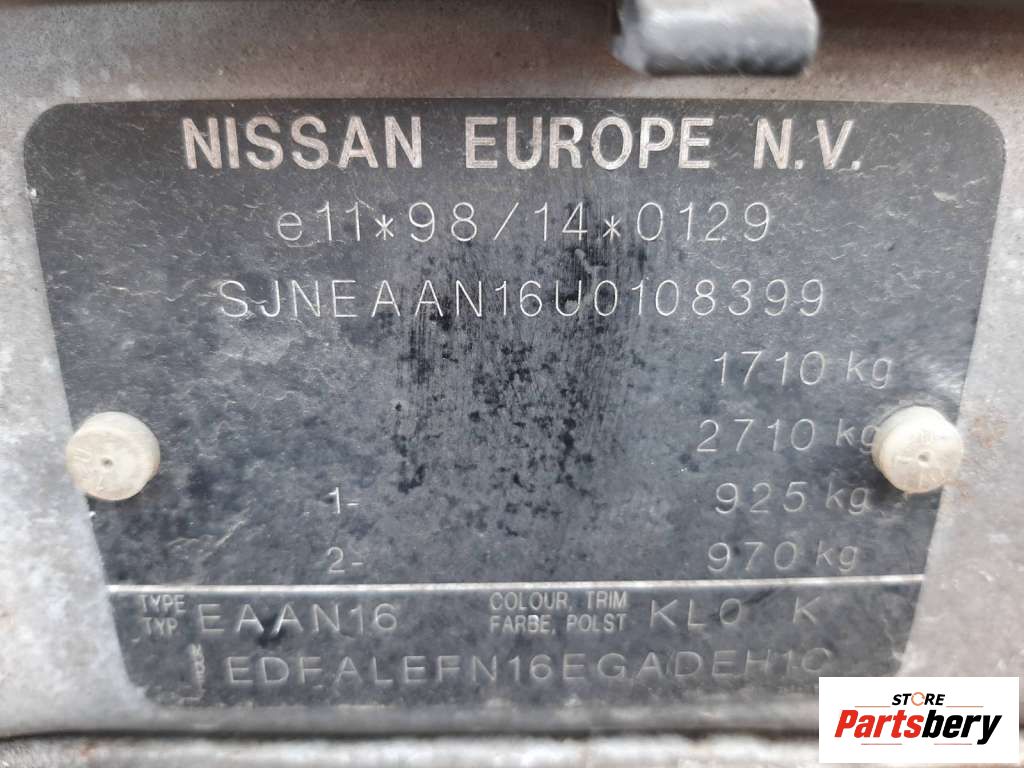 NISSAN EUROPE N.V.
e11*98/14*0129
SJNEAAN16U0108399
1710 kg
2710 kg
1- 925 kg
2- 970 kg
TYPE TYP EAAN16 COLOUR, TRIM FARBE, POLST KL0 K
EDFALEFN16EGADEH1C
STORE
Partsbery